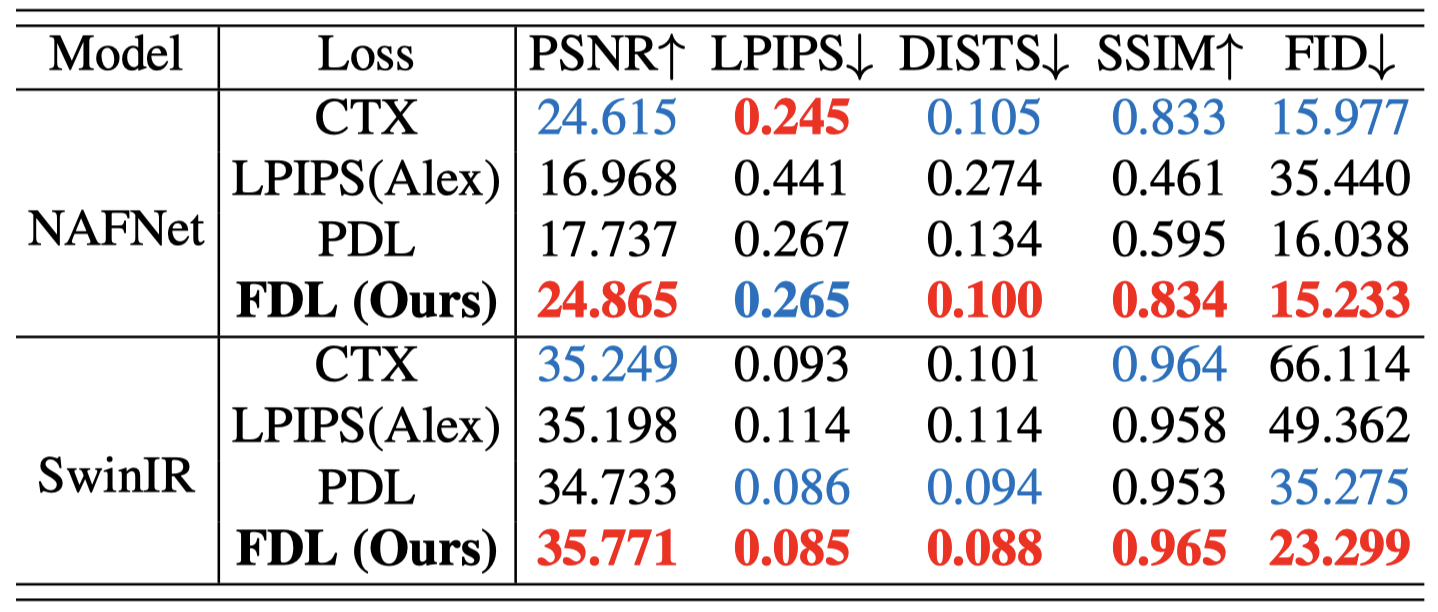 Model Loss PSNR↑ LPIPS↓ DISTS↓ SSIM↑ FID↓
NAFNet
CTX 24.615 0.245 0.105 0.833 15.977
LPIPS(Alex) 16.968 0.441 0.274 0.461 35.440
PDL 17.737 0.267 0.134 0.595 16.038
FDL (Ours) 24.865 0.265 0.100 0.834 15.233
SwinIR
CTX 35.249 0.093 0.101 0.964 66.114
LPIPS(Alex) 35.198 0.114 0.114 0.958 49.362
PDL 34.733 0.086 0.094 0.953 35.275
FDL (Ours) 35.771 0.085 0.088 0.965 23.299